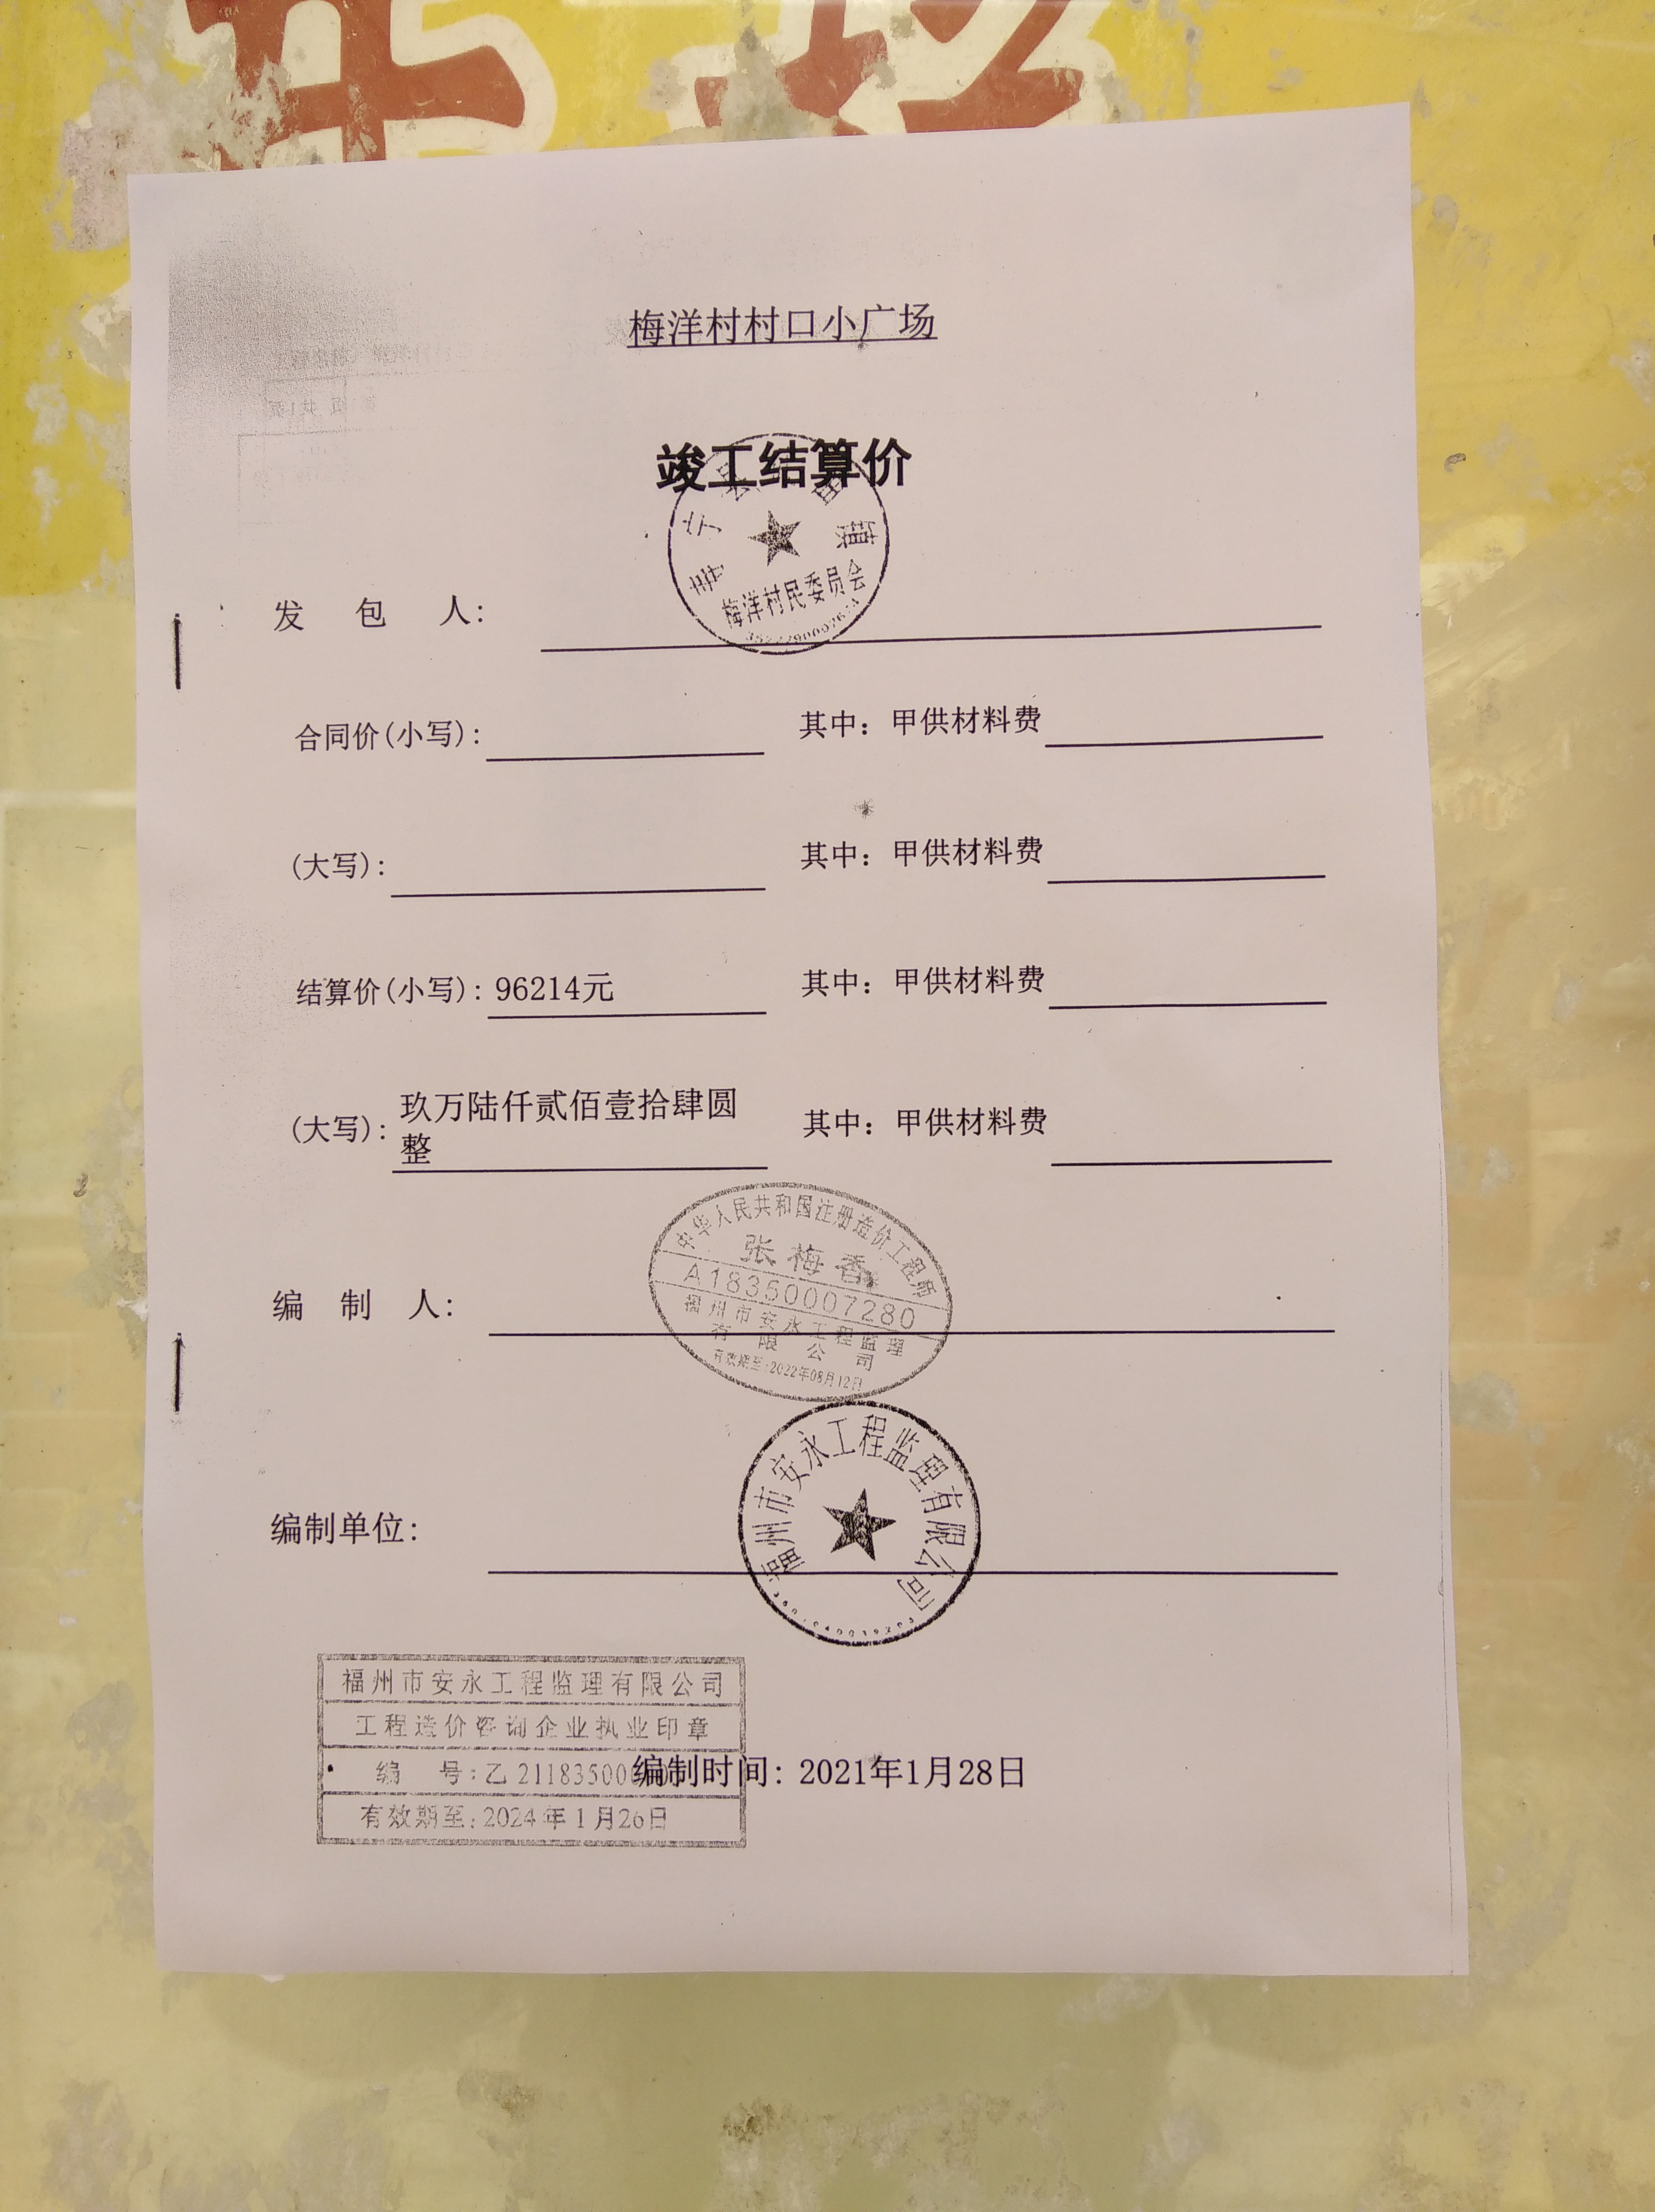 梅洋村村口小广场
竣工结算价
宁
镇
梅洋村民委员会
发 包 人:
合同价(小写): 其中: 甲供材料费
(大写): 其中: 甲供材料费
结算价(小写): 96214元 其中: 甲供材料费
(大写): 玖万陆仟贰佰壹拾肆圆
整
其中: 甲供材料费
中华人民共和国注册造价工程师
张梅香
A18350007280
福州市安永工程监理
有限公司
有效期至:2022年08月12日
编 制 人:
福州市安永工程监理有限公司
编制单位:
福州市安永工程监理有限公司
工程造价咨询企业执业印章
编 号:乙21183500
编制时间: 2021年1月28日
有效期至:2024年1月26日